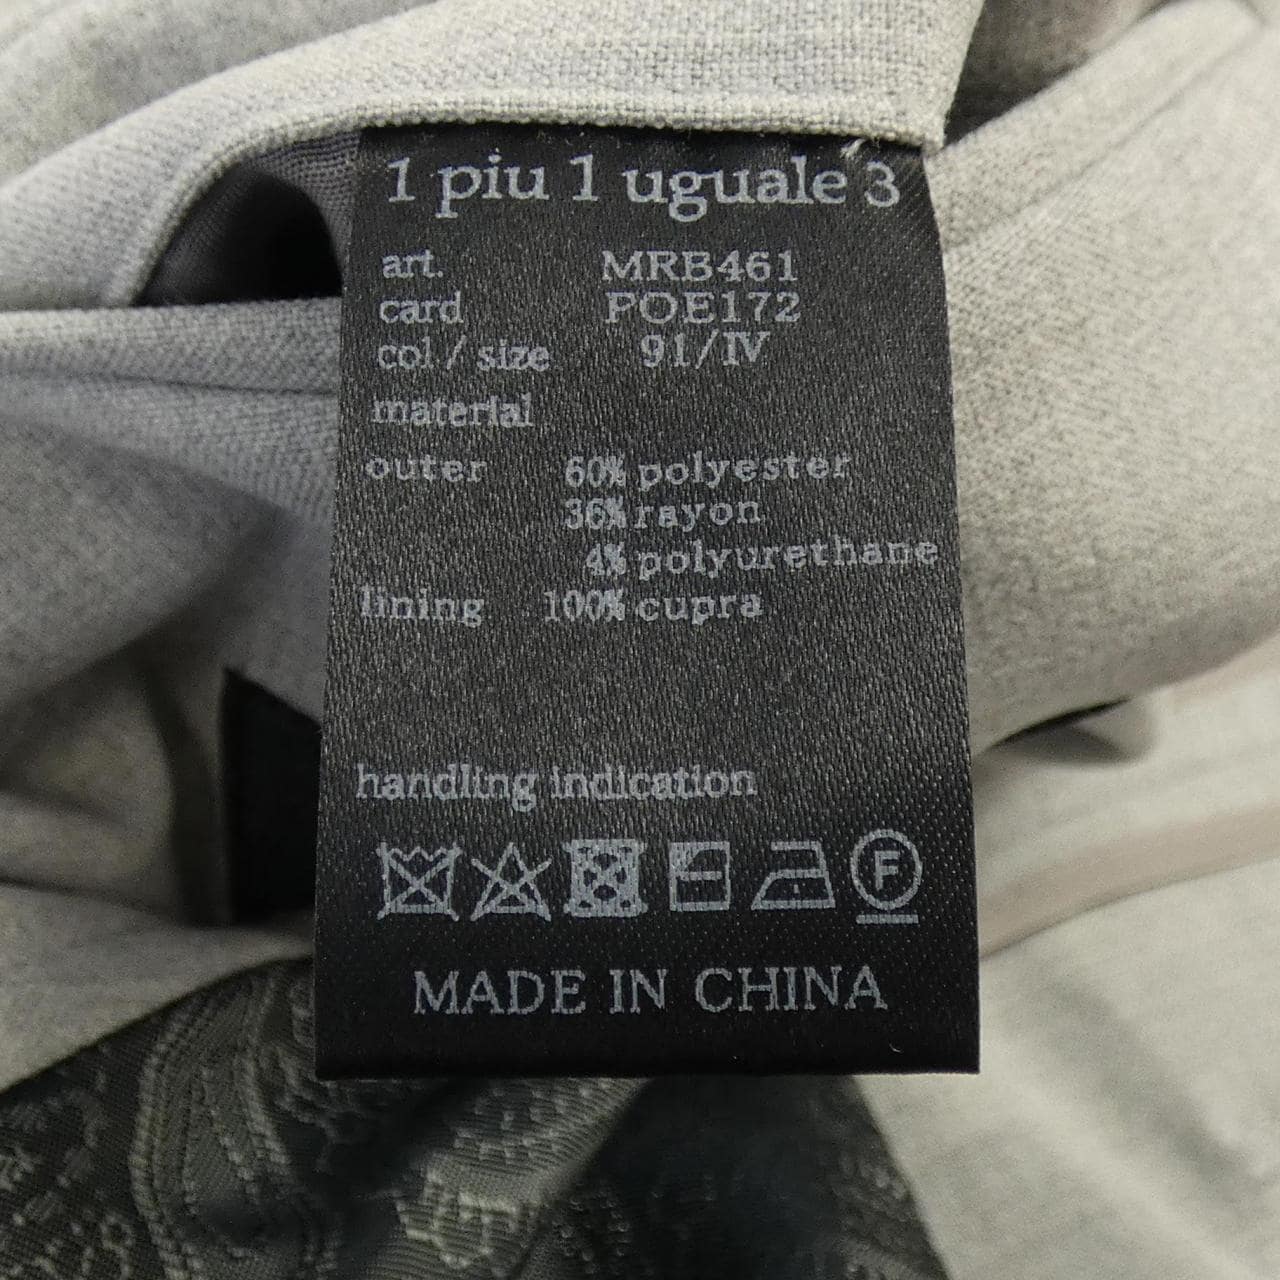 1 piu 1 uguale 3
art. MRB461
card POE172
col / size 91/IV
material
outer 60% polyester
36% rayon
4% polyurethane
lining 100% cupra
handling indication
F
MADE IN CHINA